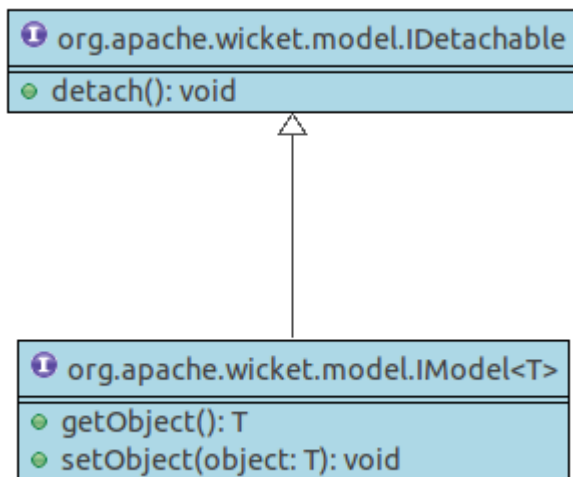 I org.apache.wicket.model.IDetachable
detach(): void
I org.apache.wicket.model.IModel<T>
getObject(): T
setObject(object: T): void